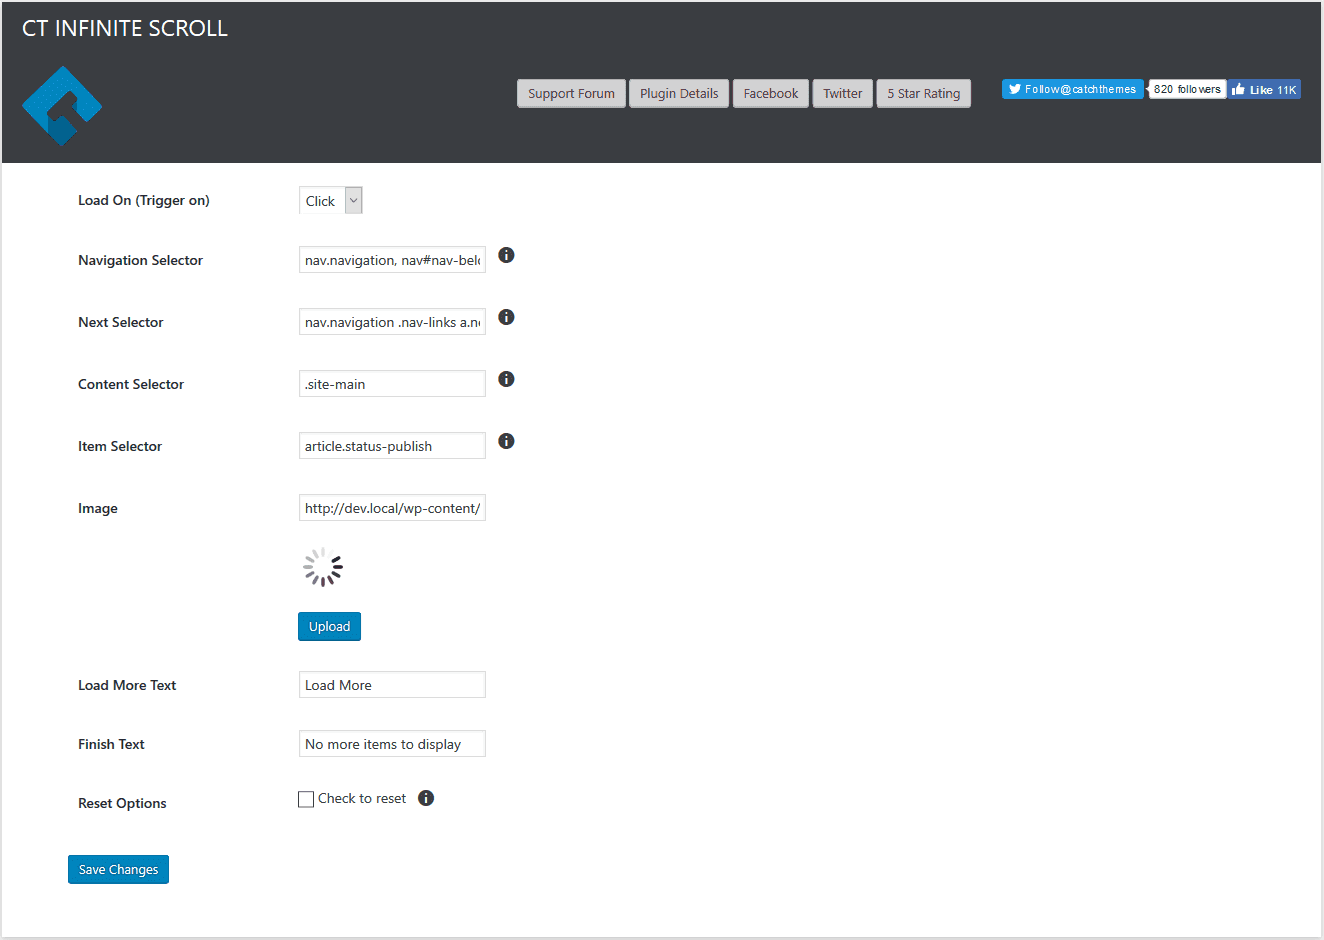 CT INFINITE SCROLL
Support Forum
Plugin Details
Facebook
Twitter
5 Star Rating
Follow@catchthemes
820 followers
Like 11K
Load On (Trigger on)
Click
Navigation Selector
nav.navigation, nav#nav-belo
Next Selector
nav.navigation .nav-links a.ne
Content Selector
.site-main
Item Selector
article.status-publish
Image
http://dev.local/wp-content/
Upload
Load More Text
Load More
Finish Text
No more items to display
Reset Options
Check to reset
Save Changes